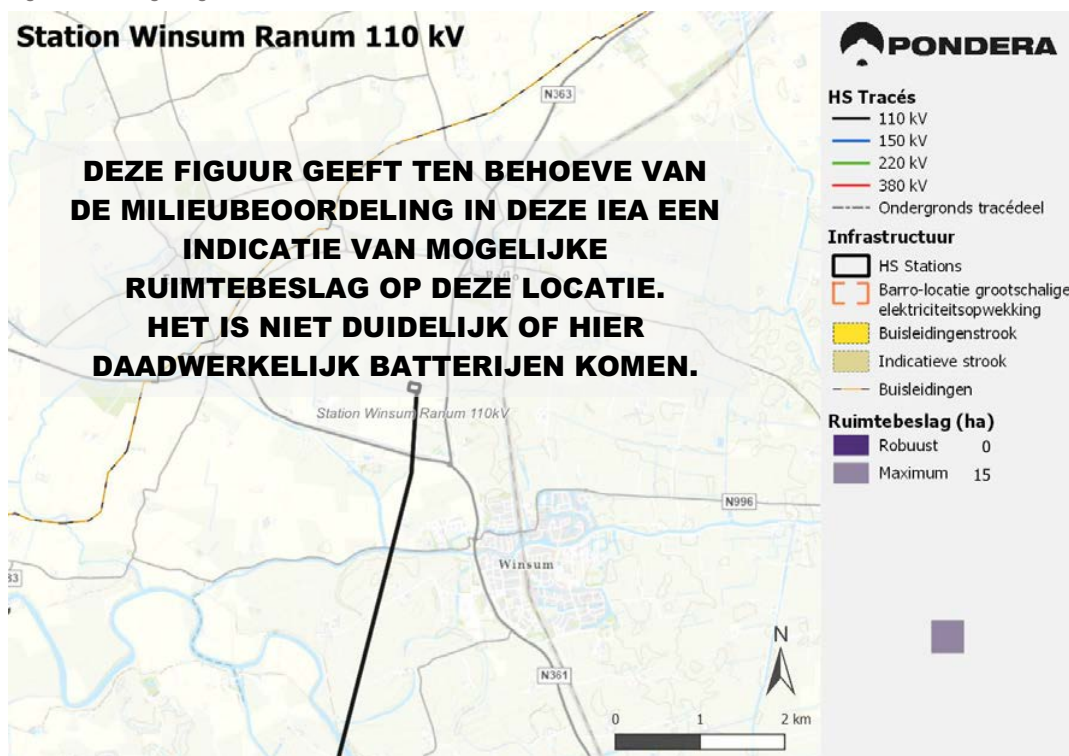 Station Winsum Ranum 110 kV
N363
DEZE FIGUUR GEEFT TEN BEHOEVE VAN
DE MILIEUBEOORDELING IN DEZE IEA EEN
INDICATIE VAN MOGELIJKE
RUIMTEBESLAG OP DEZE LOCATIE.
HET IS NIET DUIDELIJK OF HIER
DAADWERKELIJK BATTERIJEN KOMEN.
Station Winsum Ranum 110kV
N996
Winsum
83
N361
N
0 1 2 km
PONDERA
HS Tracés
110 kV
150 kV
220 kV
380 kV
Ondergronds tracédeel
Infrastructuur
HS Stations
Barro-locatie grootschalige
elektriciteitsopwekking
Buisleidingenstrook
Indicatieve strook
Buisleidingen
Ruimtebeslag (ha)
Robuust 0
Maximum 15